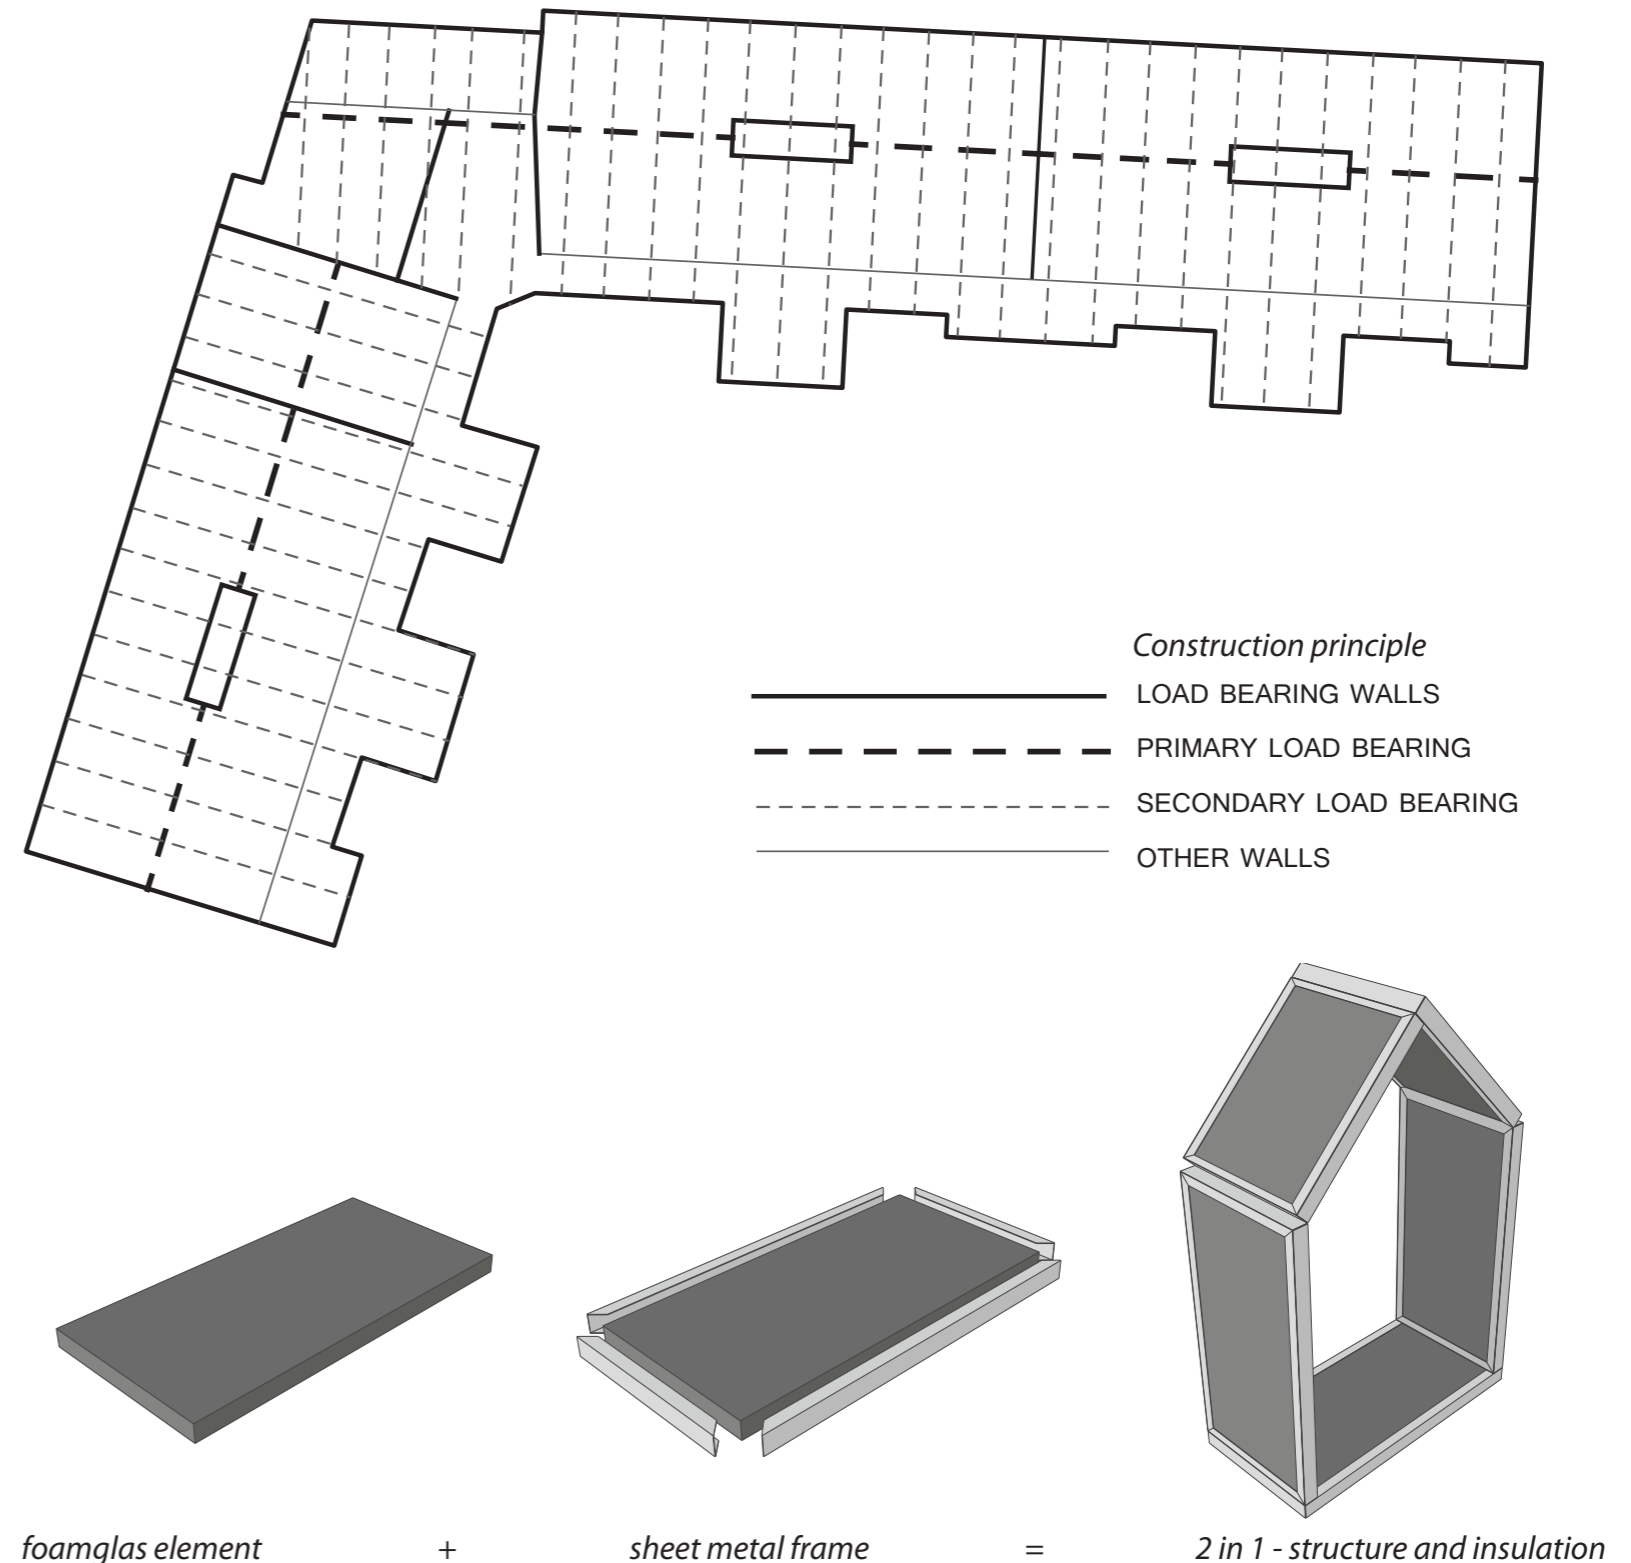 Construction principle
LOAD BEARING WALLS
PRIMARY LOAD BEARING
SECONDARY LOAD BEARING
OTHER WALLS
foamglas element + sheet metal frame = 2 in 1 - structure and insulation